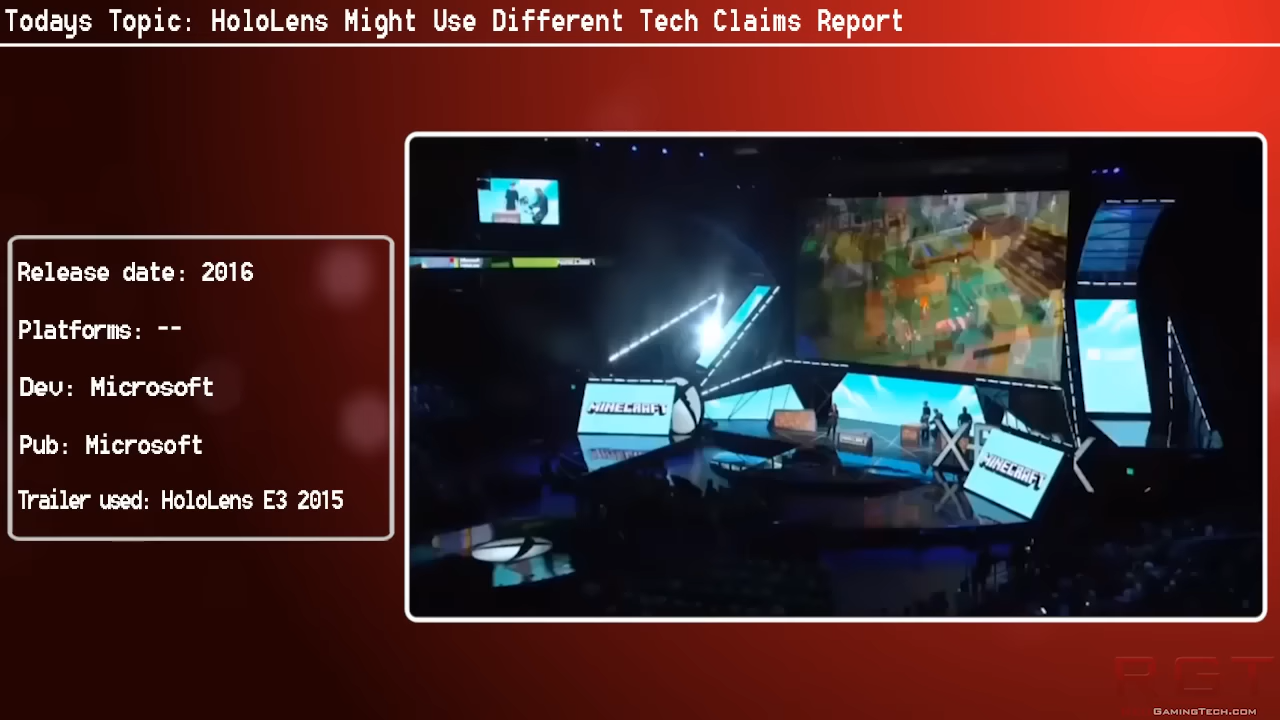 Todays Topic: HoloLens Might Use Different Tech Claims Report
Release date: 2016
Platforms: --
Dev: Microsoft
Pub: Microsoft
Trailer used: HoloLens E3 2015
MINECRAFT
MINECRAFT
RGT
GamingTech.com